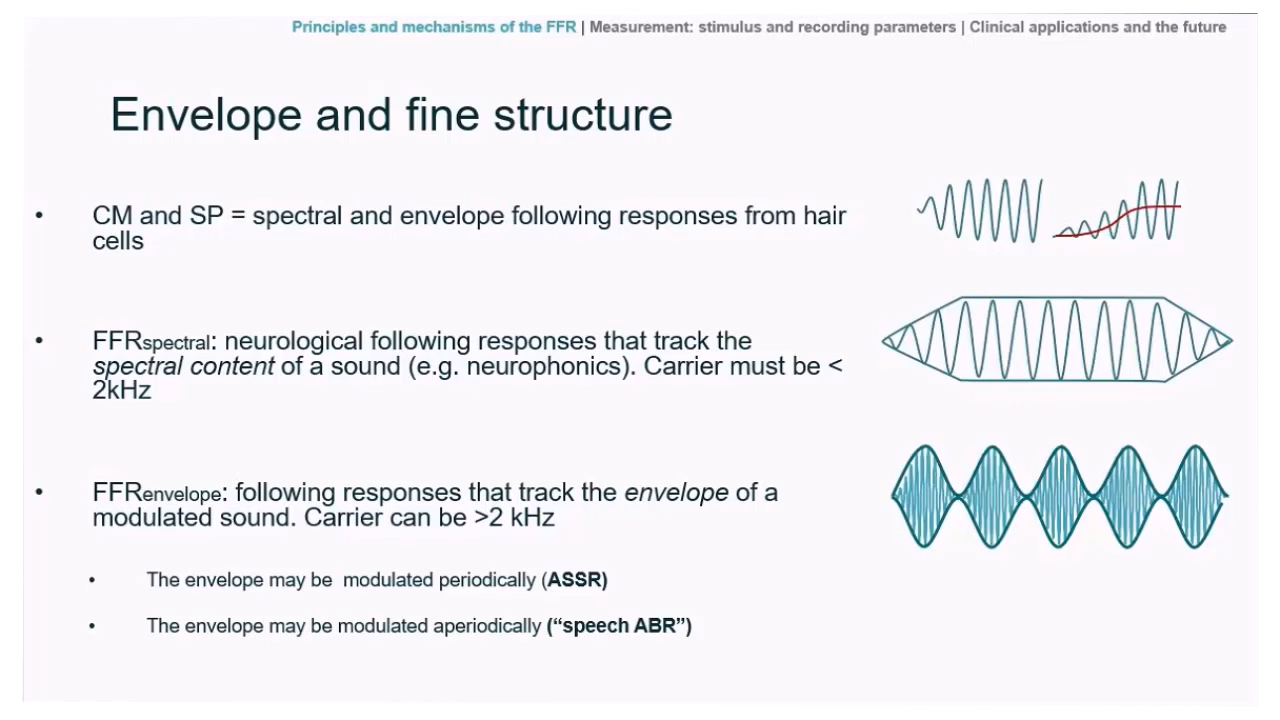 Principles and mechanisms of the FFR | Measurement: stimulus and recording parameters | Clinical applications and the future
Envelope and fine structure
• CM and SP = spectral and envelope following responses from hair
cells
• FFRspectral: neurological following responses that track the
spectral content of a sound (e.g. neurophonics). Carrier must be <
2kHz
• FFRenvelope: following responses that track the envelope of a
modulated sound. Carrier can be >2 kHz
• The envelope may be modulated periodically (ASSR)
• The envelope may be modulated aperiodically (“speech ABR”)